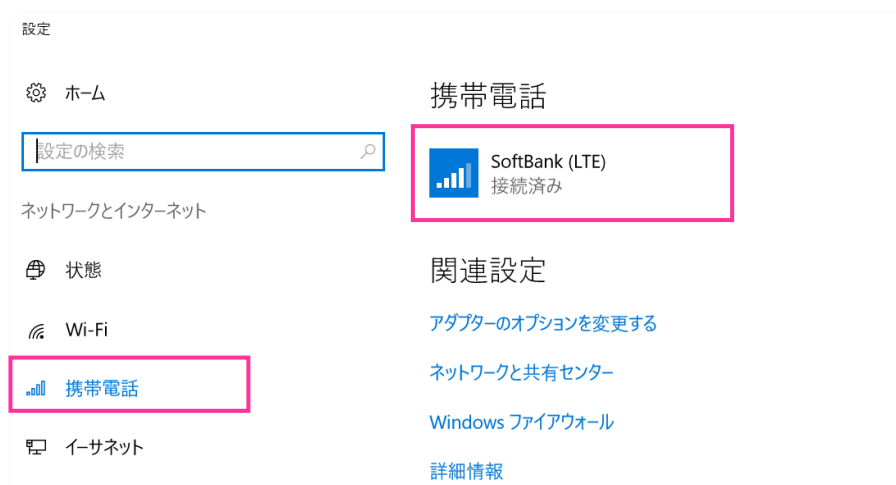 設定
ホーム
設定の検索
ネットワークとインターネット
状態
Wi-Fi
携帯電話
イーサネット
携帯電話
SoftBank (LTE)
接続済み
関連設定
アダプターのオプションを変更する
ネットワークと共有センター
Windows ファイアウォール
詳細情報